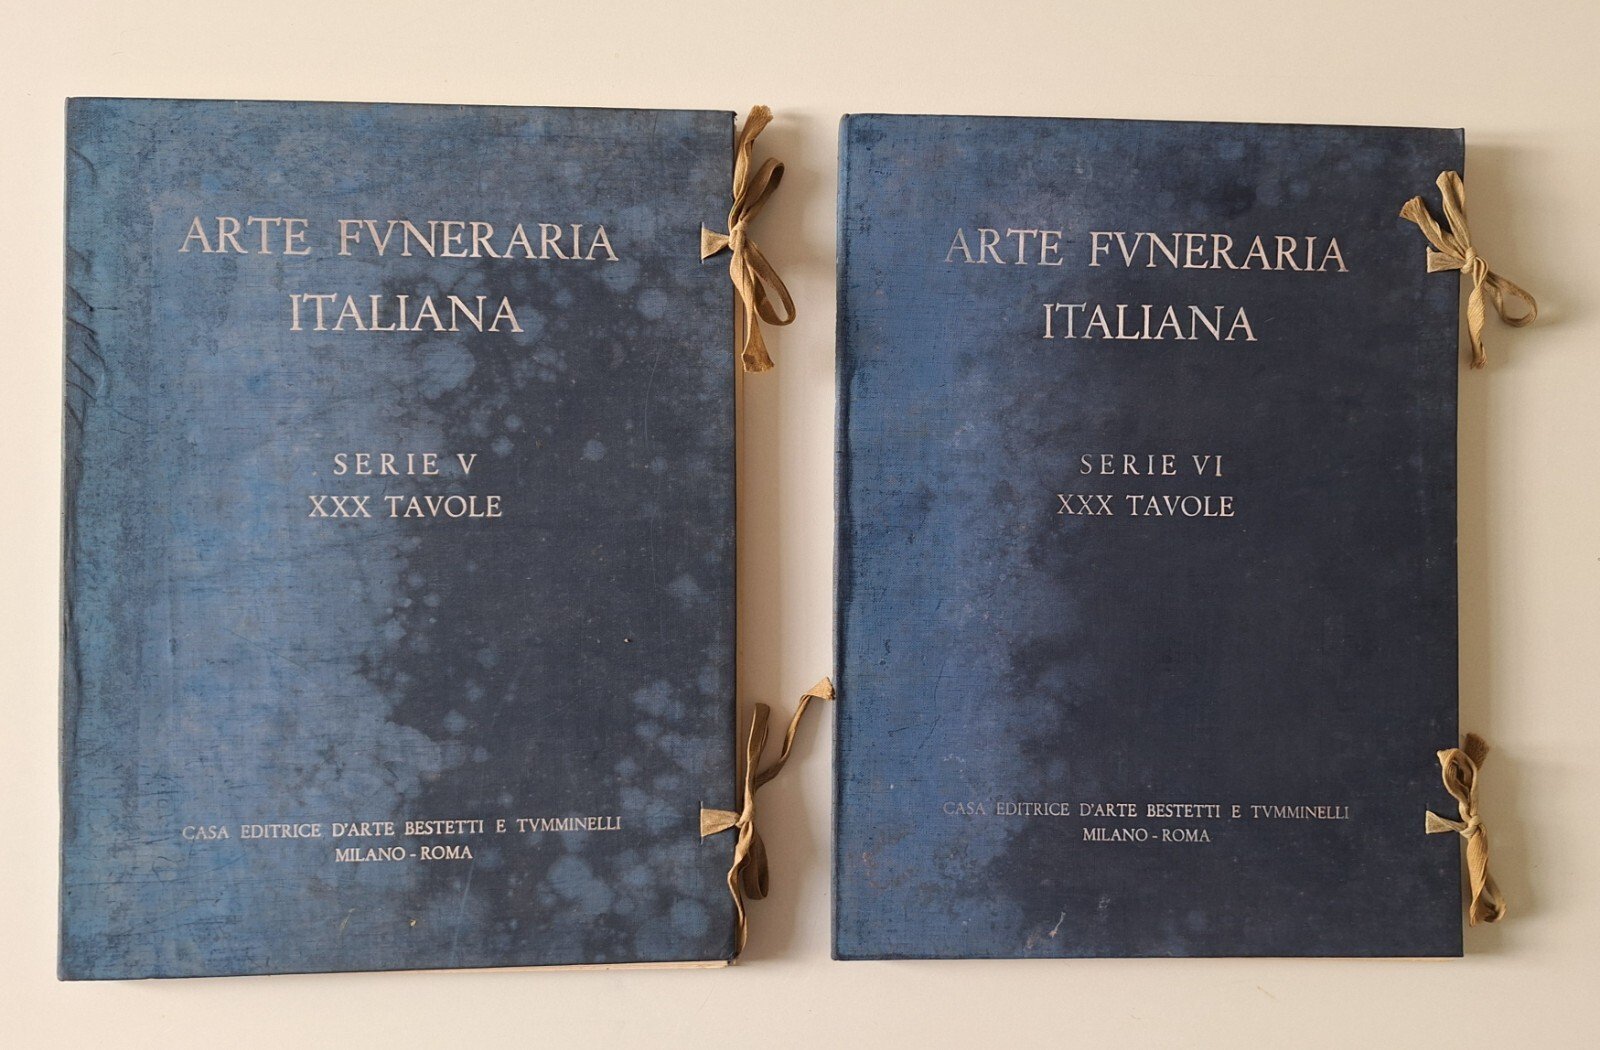 ARTE FVNERARIA
ITALIANA
SERIE V
XXX TAVOLE
CASA EDITRICE D'ARTE BESTETTI E TVMMINELLI
MILANO - ROMA
ARTE FVNERARIA
ITALIANA
SERIE VI
XXX TAVOLE
CASA EDITRICE D'ARTE BESTETTI E TVMMINELLI
MILANO - ROMA